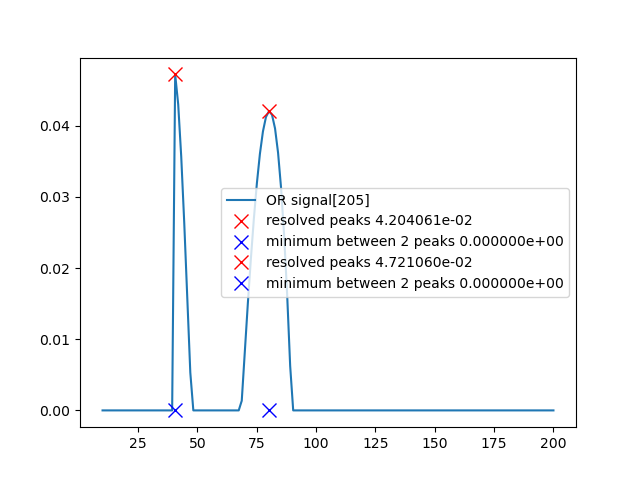 0.04
0.03
0.02
0.01
0.00
OR signal[205]
resolved peaks 4.204061e-02
minimum between 2 peaks 0.000000e+00
resolved peaks 4.721060e-02
minimum between 2 peaks 0.000000e+00
25 50 75 100 125 150 175 200